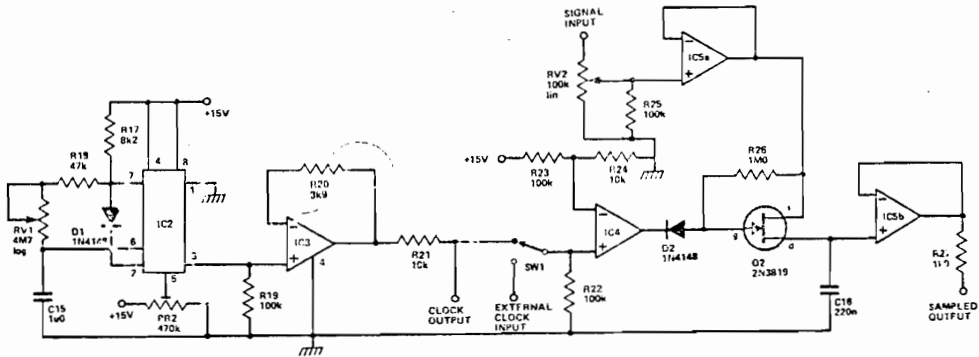 SIGNAL
INPUT
IC5a
RV2
100k
lin
R25
100k
+15V
R17
8k2
R18
47k
4
8
7
1
IC2
D1
1N4148
RV1
4M7
log
6
2
3
5
C15
1u0
+15V
PR2
470k
R20
3k9
IC3
4
R19
100k
R21
10k
CLOCK
OUTPUT
SW1
EXTERNAL
CLOCK
INPUT
+15V
R23
100k
R24
10k
R22
100k
IC4
D2
1N4148
R26
1M0
g
s
d
Q2
2N3819
IC5b
C16
220n
1k0
SAMPLED
OUTPUT